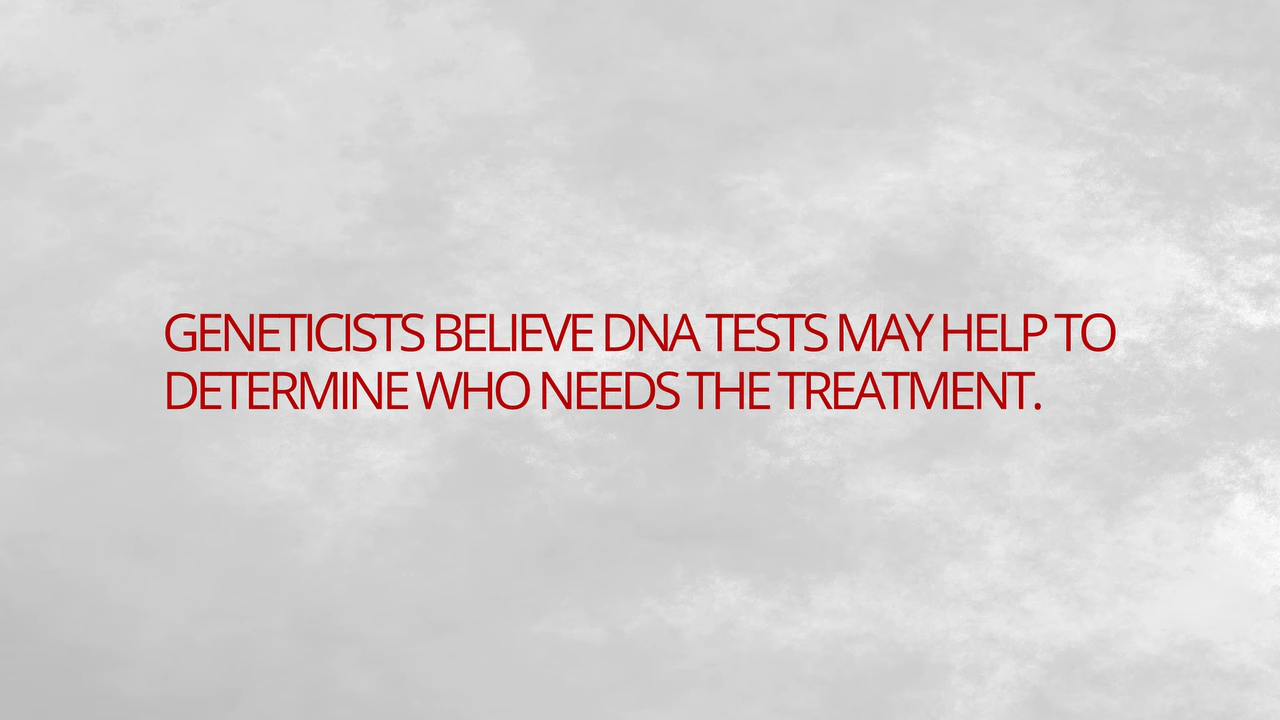 GENETICISTS BELIEVE DNA TESTS MAY HELP TO
DETERMINE WHO NEEDS THE TREATMENT.